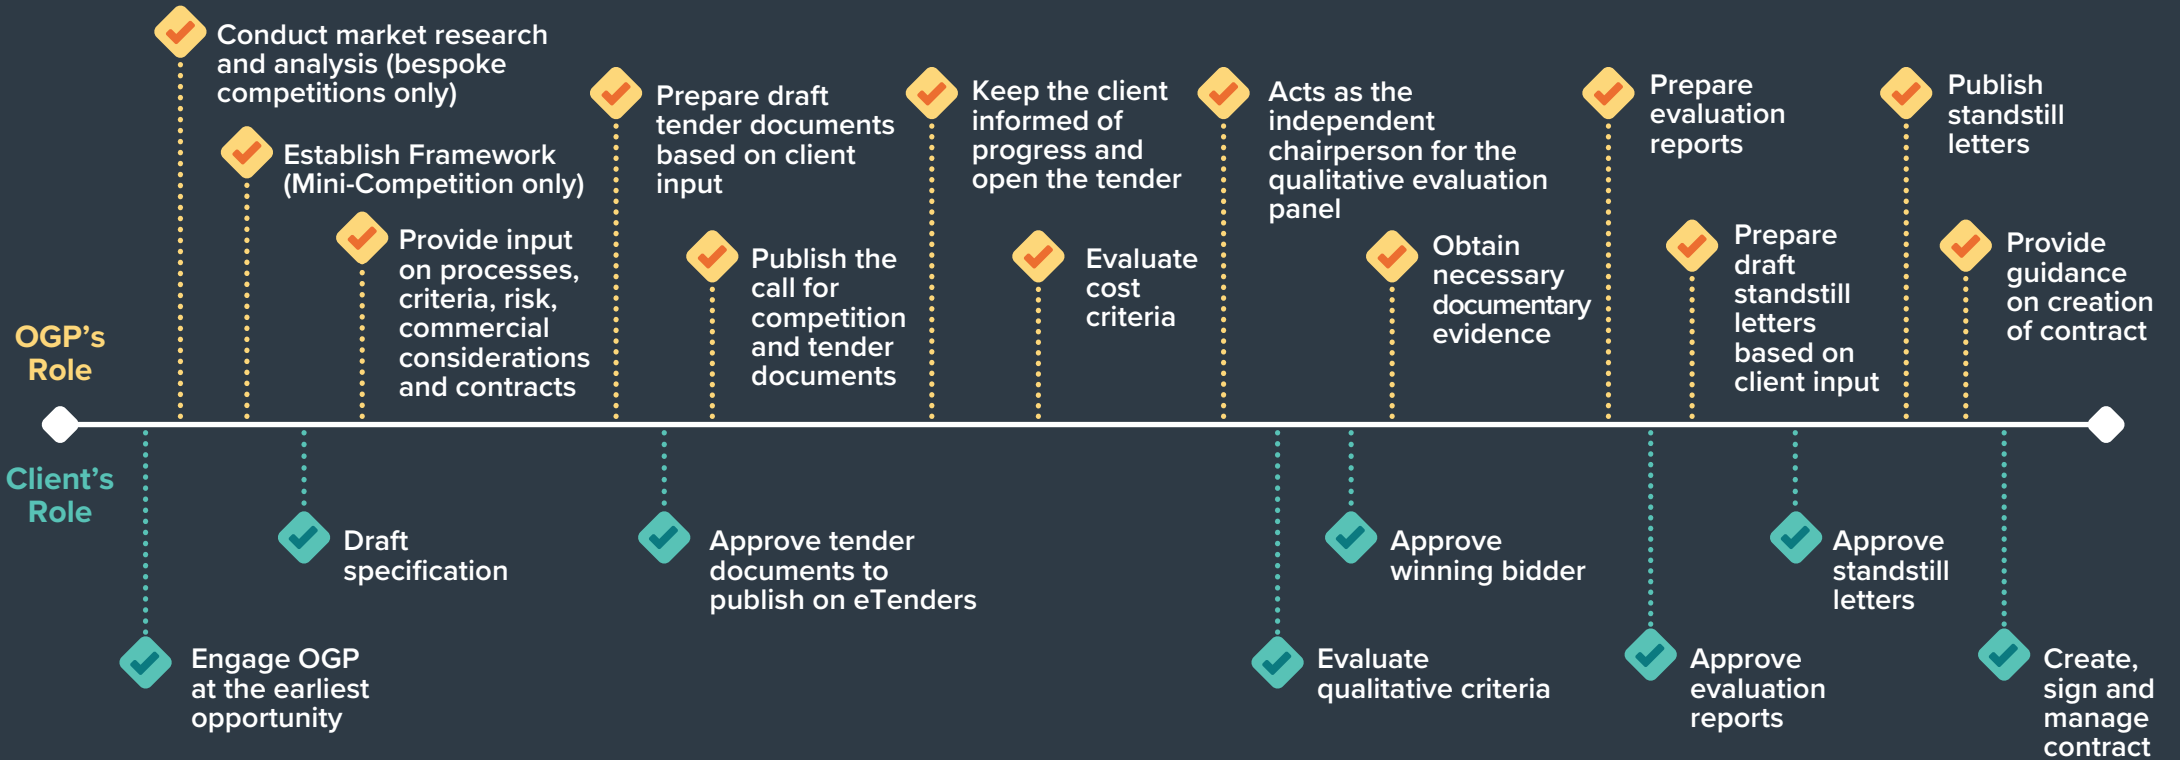 Conduct market research
and analysis (bespoke
competitions only)
Establish Framework
(Mini-Competition only)
Provide input
on processes,
criteria, risk,
commercial
considerations
and contracts
Prepare draft
tender documents
based on client
input
Publish the
call for
competition
and tender
documents
Keep the client
informed of
progress and
open the tender
Evaluate
cost
criteria
Acts as the
independent
chairperson for the
qualitative evaluation
panel
Obtain
necessary
documentary
evidence
Prepare
evaluation
reports
Prepare
draft
standstill
letters
based on
client input
Publish
standstill
letters
Provide
guidance
on creation
of contract
OGP’s
Role
Client’s
Role
Engage OGP
at the earliest
opportunity
Draft
specification
Approve tender
documents to
publish on eTenders
Evaluate
qualitative criteria
Approve
winning bidder
Approve
evaluation
reports
Approve
standstill
letters
Create,
sign and
manage
contract